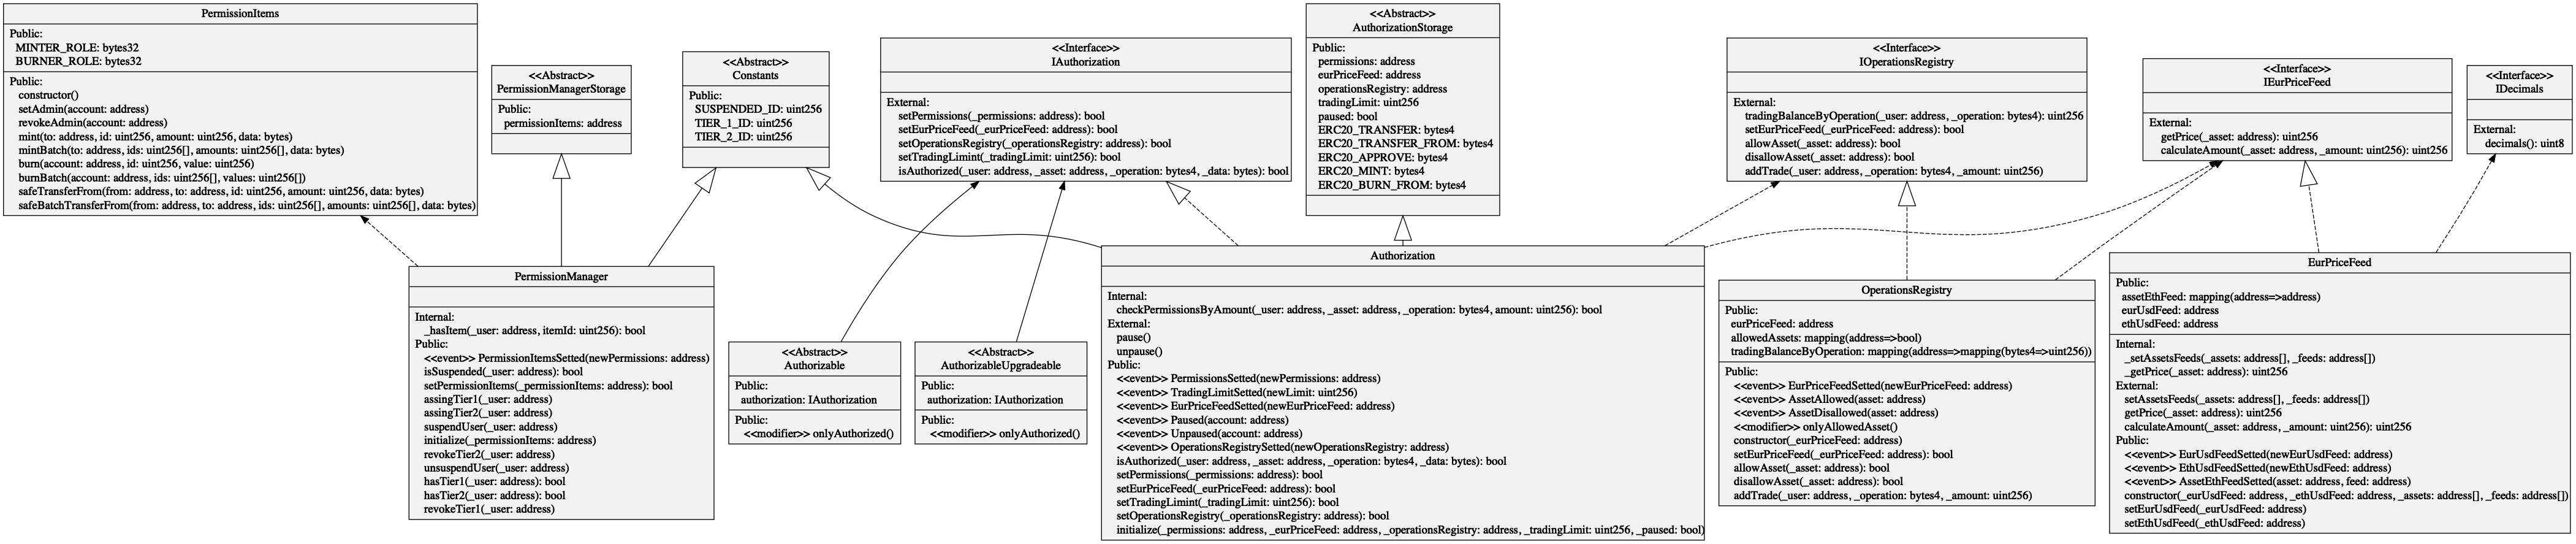 PermissionItems
Public:
MINTER_ROLE: bytes32
BURNER_ROLE: bytes32
Public:
constructor()
setAdmin(account: address)
revokeAdmin(account: address)
mint(to: address, id: uint256, amount: uint256, data: bytes)
mintBatch(to: address, ids: uint256[], amounts: uint256[], data: bytes)
burn(account: address, id: uint256, value: uint256)
burnBatch(account: address, ids: uint256[], values: uint256[])
safeTransferFrom(from: address, to: address, id: uint256, amount: uint256, data: bytes)
safeBatchTransferFrom(from: address, to: address, ids: uint256[], amounts: uint256[], data: bytes)
<<Abstract>>
PermissionManagerStorage
Public:
permissionItems: address
<<Abstract>>
Constants
Public:
SUSPENDED_ID: uint256
TIER_1_ID: uint256
TIER_2_ID: uint256
<<Interface>>
IAuthorization
External:
setPermissions(_permissions: address): bool
setEurPriceFeed(_eurPriceFeed: address): bool
setOperationsRegistry(_operationsRegistry: address): bool
setTradingLimint(_tradingLimit: uint256): bool
isAuthorized(_user: address, _asset: address, _operation: bytes4, _data: bytes): bool
<<Abstract>>
AuthorizationStorage
Public:
permissions: address
eurPriceFeed: address
operationsRegistry: address
tradingLimit: uint256
paused: bool
ERC20_TRANSFER: bytes4
ERC20_TRANSFER_FROM: bytes4
ERC20_APPROVE: bytes4
ERC20_MINT: bytes4
ERC20_BURN_FROM: bytes4
<<Interface>>
IOperationsRegistry
External:
tradingBalanceByOperation(_user: address, _operation: bytes4): uint256
setEurPriceFeed(_eurPriceFeed: address): bool
allowAsset(_asset: address): bool
disallowAsset(_asset: address): bool
addTrade(_user: address, _operation: bytes4, _amount: uint256)
<<Interface>>
IEurPriceFeed
External:
getPrice(_asset: address): uint256
calculateAmount(_asset: address, _amount: uint256): uint256
<<Interface>>
IDecimals
External:
decimals(): uint8
PermissionManager
Internal:
_hasItem(_user: address, itemId: uint256): bool
Public:
<<event>> PermissionItemsSetted(newPermissions: address)
isSuspended(_user: address): bool
setPermissionItems(_permissionItems: address): bool
assingTier1(_user: address)
assingTier2(_user: address)
suspendUser(_user: address)
initialize(_permissionItems: address)
revokeTier2(_user: address)
unsuspendUser(_user: address)
hasTier1(_user: address): bool
hasTier2(_user: address): bool
revokeTier1(_user: address)
<<Abstract>>
Authorizable
Public:
authorization: IAuthorization
Public:
<<modifier>> onlyAuthorized()
<<Abstract>>
AuthorizableUpgradeable
Public:
authorization: IAuthorization
Public:
<<modifier>> onlyAuthorized()
Authorization
Internal:
checkPermissionsByAmount(_user: address, _asset: address, _operation: bytes4, amount: uint256): bool
External:
pause()
unpause()
Public:
<<event>> PermissionsSetted(newPermissions: address)
<<event>> TradingLimitSetted(newLimit: uint256)
<<event>> EurPriceFeedSetted(newEurPriceFeed: address)
<<event>> Paused(account: address)
<<event>> Unpaused(account: address)
<<event>> OperationsRegistrySetted(newOperationsRegistry: address)
isAuthorized(_user: address, _asset: address, _operation: bytes4, _data: bytes): bool
setPermissions(_permissions: address): bool
setEurPriceFeed(_eurPriceFeed: address): bool
setTradingLimint(_tradingLimit: uint256): bool
setOperationsRegistry(_operationsRegistry: address): bool
initialize(_permissions: address, _eurPriceFeed: address, _operationsRegistry: address, _tradingLimit: uint256, _paused: bool)
OperationsRegistry
Public:
eurPriceFeed: address
allowedAssets: mapping(address=>bool)
tradingBalanceByOperation: mapping(address=>mapping(bytes4=>uint256))
Public:
<<event>> EurPriceFeedSetted(newEurPriceFeed: address)
<<event>> AssetAllowed(asset: address)
<<event>> AssetDisallowed(asset: address)
<<modifier>> onlyAllowedAsset()
constructor(_eurPriceFeed: address)
setEurPriceFeed(_eurPriceFeed: address): bool
allowAsset(_asset: address): bool
disallowAsset(_asset: address): bool
addTrade(_user: address, _operation: bytes4, _amount: uint256)
EurPriceFeed
Public:
assetEthFeed: mapping(address=>address)
eurUsdFeed: address
ethUsdFeed: address
Internal:
_setAssetsFeeds(_assets: address[], _feeds: address[])
_getPrice(_asset: address): uint256
External:
setAssetsFeeds(_assets: address[], _feeds: address[])
getPrice(_asset: address): uint256
calculateAmount(_asset: address, _amount: uint256): uint256
Public:
<<event>> EurUsdFeedSetted(newEurUsdFeed: address)
<<event>> EthUsdFeedSetted(newEthUsdFeed: address)
<<event>> AssetEthFeedSetted(asset: address, feed: address)
constructor(_eurUsdFeed: address, _ethUsdFeed: address, _assets: address[], _feeds: address[])
setEurUsdFeed(_eurUsdFeed: address)
setEthUsdFeed(_ethUsdFeed: address)